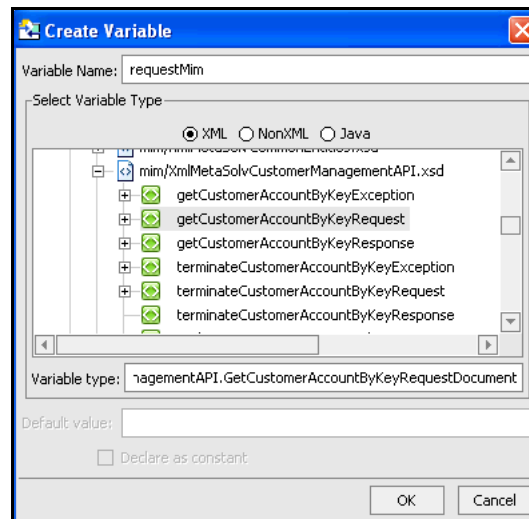 Create Variable
Variable Name: requestMim
Select Variable Type
XML NonXML Java
mim/XmlMetaSolvCustomerManagementAPI.xsd
getCustomerAccountByKeyException
getCustomerAccountByKeyRequest
getCustomerAccountByKeyResponse
terminateCustomerAccountByKeyException
terminateCustomerAccountByKeyRequest
terminateCustomerAccountByKeyResponse
Variable type: nagementAPI.GetCustomerAccountByKeyRequestDocument
Default value:
Declare as constant
OK Cancel